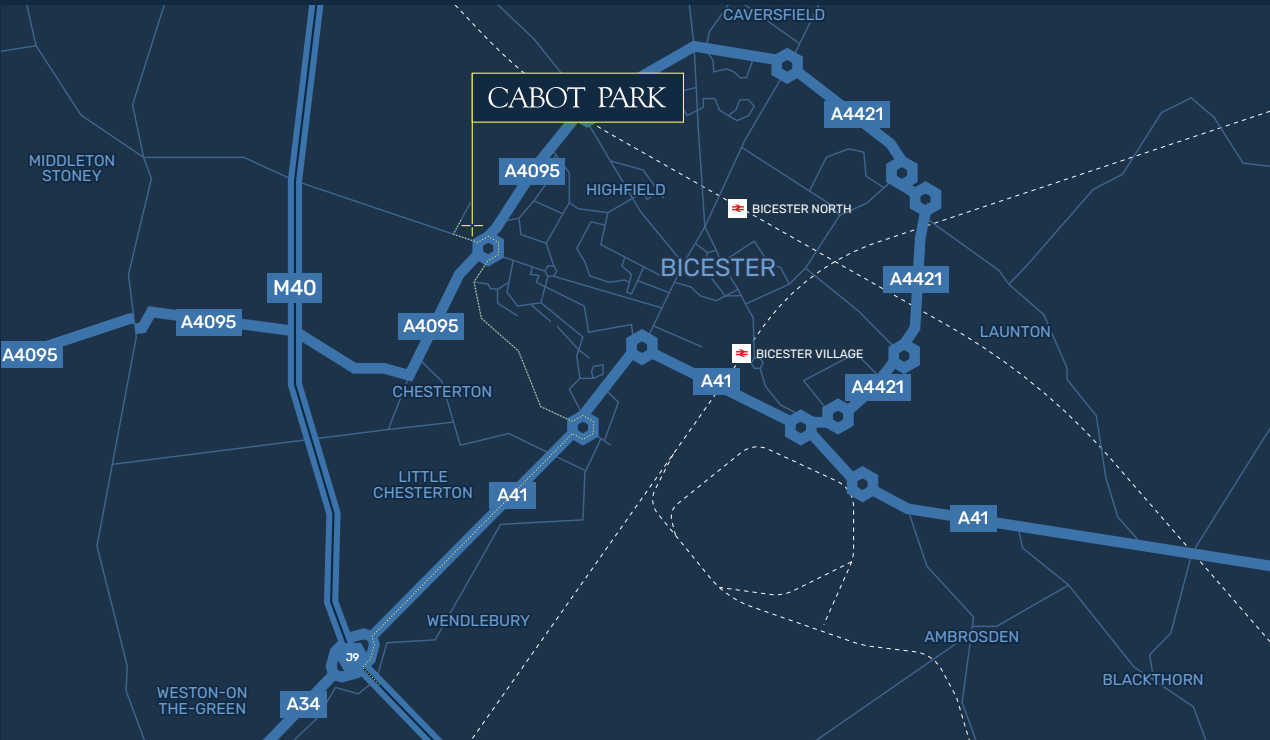 CAVERSFIELD
CABOT PARK
A4421
MIDDLETON
STONEY
A4095
HIGHFIELD
BICESTER NORTH
BICESTER
M40
A4421
A4095
A4095
A4095
LAUNTON
BICESTER VILLAGE
A41
A4421
CHESTERTON
LITTLE
CHESTERTON
A41
A41
WENDLEBURY
AMBROSDEN
J9
BLACKTHORN
WESTON-ON
THE-GREEN
A34